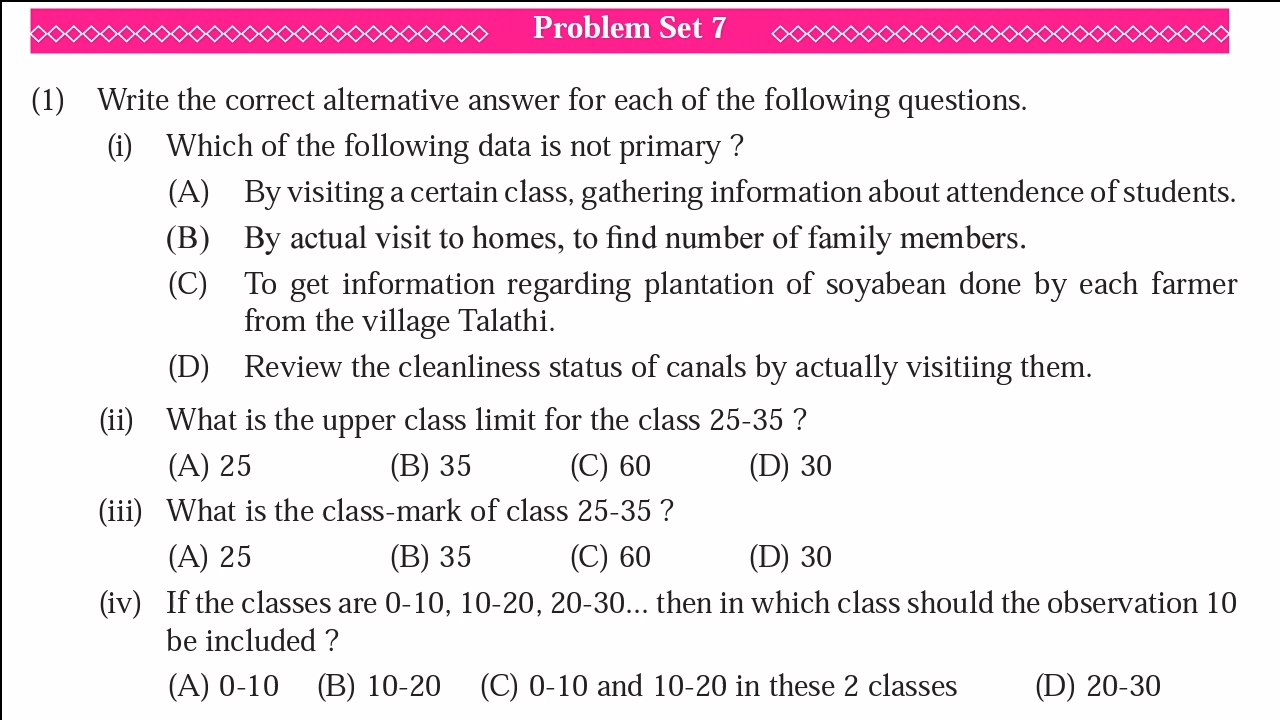 Problem Set 7
(1) Write the correct alternative answer for each of the following questions.
(i) Which of the following data is not primary ?
(A) By visiting a certain class, gathering information about attendence of students.
(B) By actual visit to homes, to find number of family members.
(C) To get information regarding plantation of soyabean done by each farmer
from the village Talathi.
(D) Review the cleanliness status of canals by actually visitiing them.
(ii) What is the upper class limit for the class 25-35 ?
(A) 25 (B) 35 (C) 60 (D) 30
(iii) What is the class-mark of class 25-35 ?
(A) 25 (B) 35 (C) 60 (D) 30
(iv) If the classes are 0-10, 10-20, 20-30... then in which class should the observation 10
be included ?
(A) 0-10 (B) 10-20 (C) 0-10 and 10-20 in these 2 classes (D) 20-30